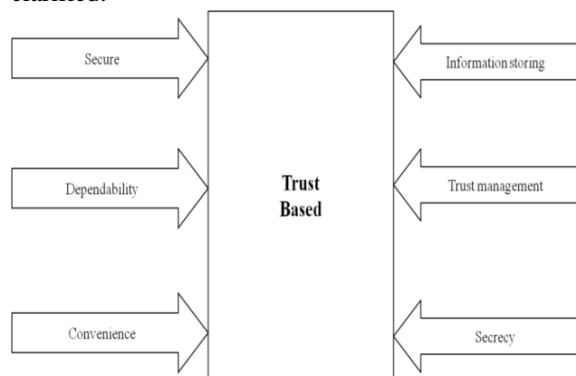 Secure
Information storing
Dependability
Trust
Based
Trust management
Convenience
Secrecy